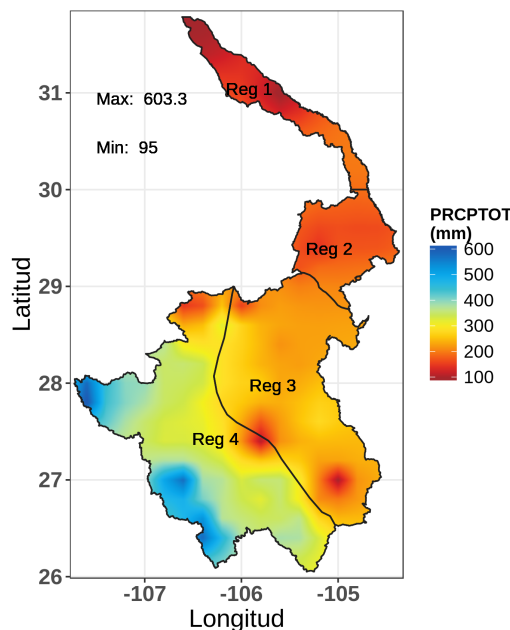 Reg 1
Max: 603.3
Min: 95
Reg 2
Reg 3
Reg 4
31
30
29
28
27
26
-107
-106
-105
Latitud
Longitud
PRCPTOT
(mm)
600
500
400
300
200
100